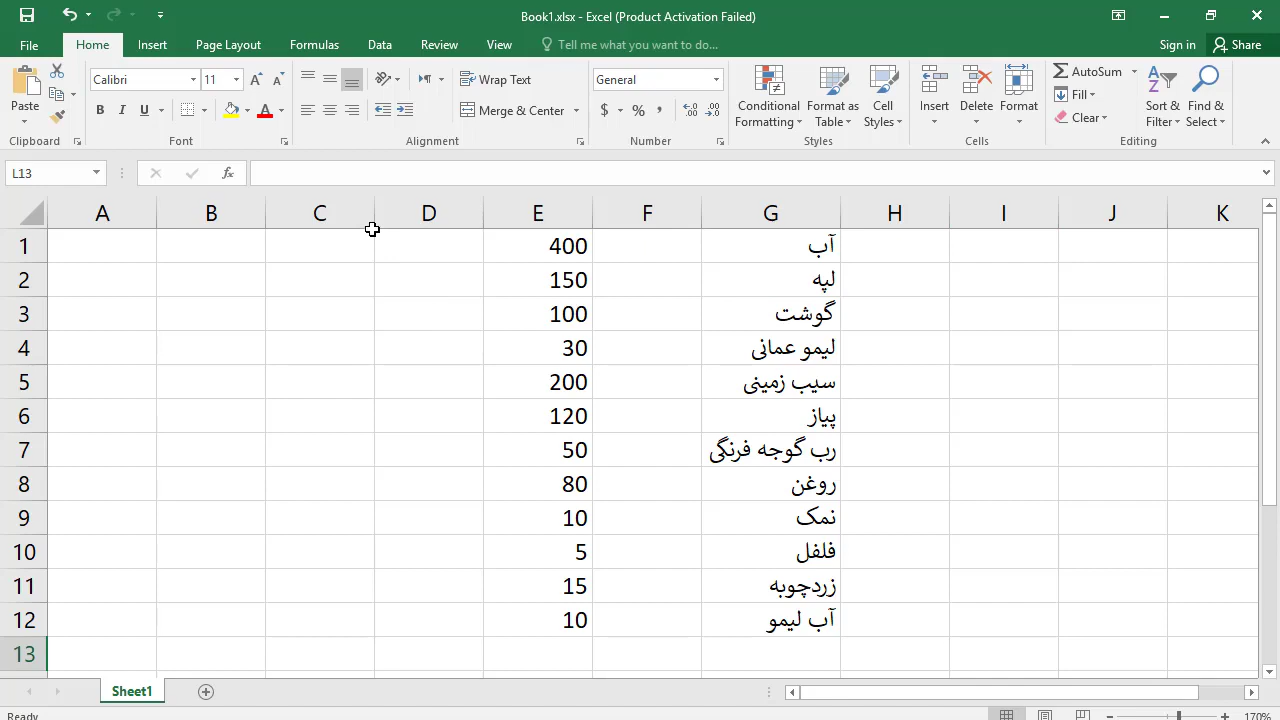 Book1.xlsx - Excel (Product Activation Failed)
File Home Insert Page Layout Formulas Data Review View Tell me what you want to do... Sign in Share
Paste
Clipboard
Calibri 11
B I U
Font
Wrap Text
Merge & Center
Alignment
General
$ % ,
Number
Conditional Formatting
Format as Table
Cell Styles
Styles
Insert
Delete
Format
Cells
AutoSum
Fill
Clear
Sort & Filter
Find & Select
Editing
L13 fx
A B C D E F G H I J K
1 400 آب
2 150 لپه
3 100 گوشت
4 30 لیمو عمانی
5 200 سیب زمینی
6 120 پیاز
7 50 رب گوجه فرنگی
8 80 روغن
9 10 نمک
10 5 فلفل
11 15 زردچوبه
12 10 آب لیمو
13
Sheet1
Ready 170%